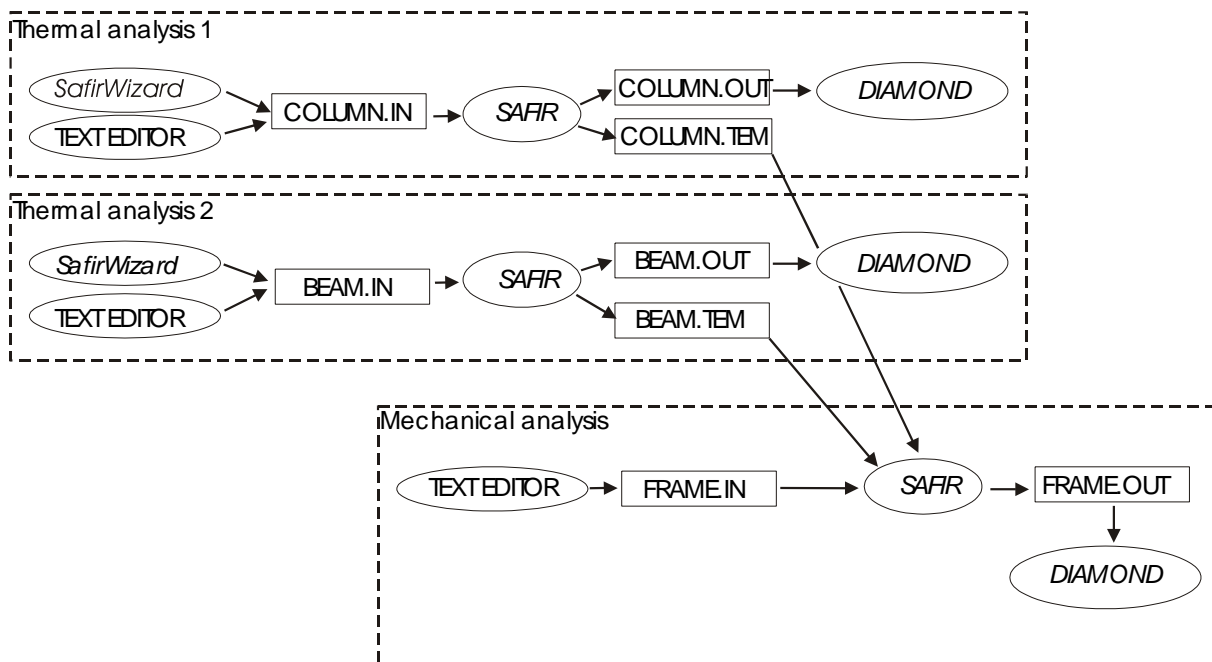 Thermal analysis 1
SafirWizard
TEXT EDITOR
COLUMN.IN
SAFIR
COLUMN.OUT
COLUMN.TEM
DIAMOND
Thermal analysis 2
SafirWizard
TEXT EDITOR
BEAM.IN
SAFIR
BEAM.OUT
BEAM.TEM
DIAMOND
Mechanical analysis
TEXT EDITOR
FRAME.IN
SAFIR
FRAME.OUT
DIAMOND